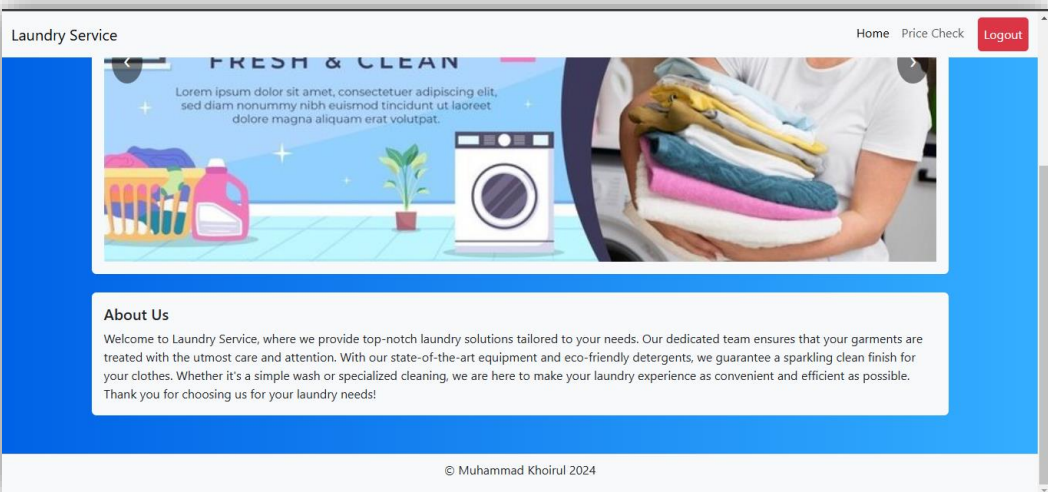 Laundry Service
Home Price Check Logout
FRESH & CLEAN
Lorem ipsum dolor sit amet, consectetuer adipiscing elit,
sed diam nonummy nibh euismod tincidunt ut laoreet
dolore magna aliquam erat volutpat.
About Us
Welcome to Laundry Service, where we provide top-notch laundry solutions tailored to your needs. Our dedicated team ensures that your garments are
treated with the utmost care and attention. With our state-of-the-art equipment and eco-friendly detergents, we guarantee a sparkling clean finish for
your clothes. Whether it's a simple wash or specialized cleaning, we are here to make your laundry experience as convenient and efficient as possible.
Thank you for choosing us for your laundry needs!
© Muhammad Khoirul 2024